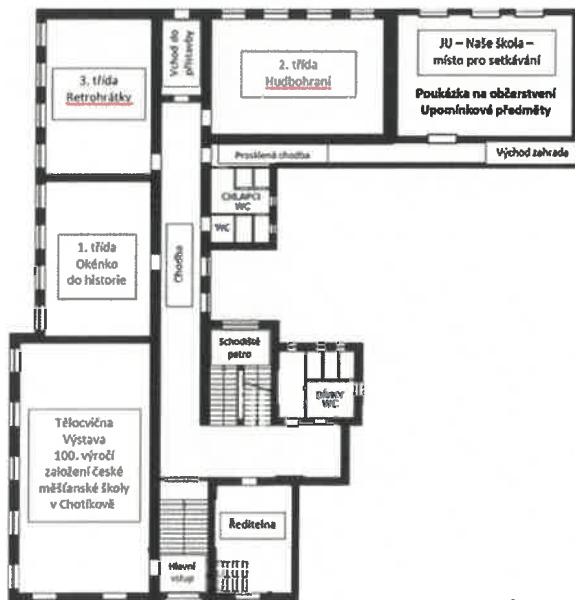 3. třída
Retrohrátky
Vchod do
přístavby
2. třída
Hudbohraní
JU – Naše škola –
místo pro setkávání
Poukázka na občerstvení
Upomínkové předměty
Prosklená chodba
Východ zahrada
CHLAPCI
WC
WC
1. třída
Okénko
do historie
Chodba
Schodiště
patro
DÍVKY
WC
Tělocvična
Výstava
100. výročí
založení české
měšťanské školy
v Chotíkově
Ředitelna
Hlavní
vstup